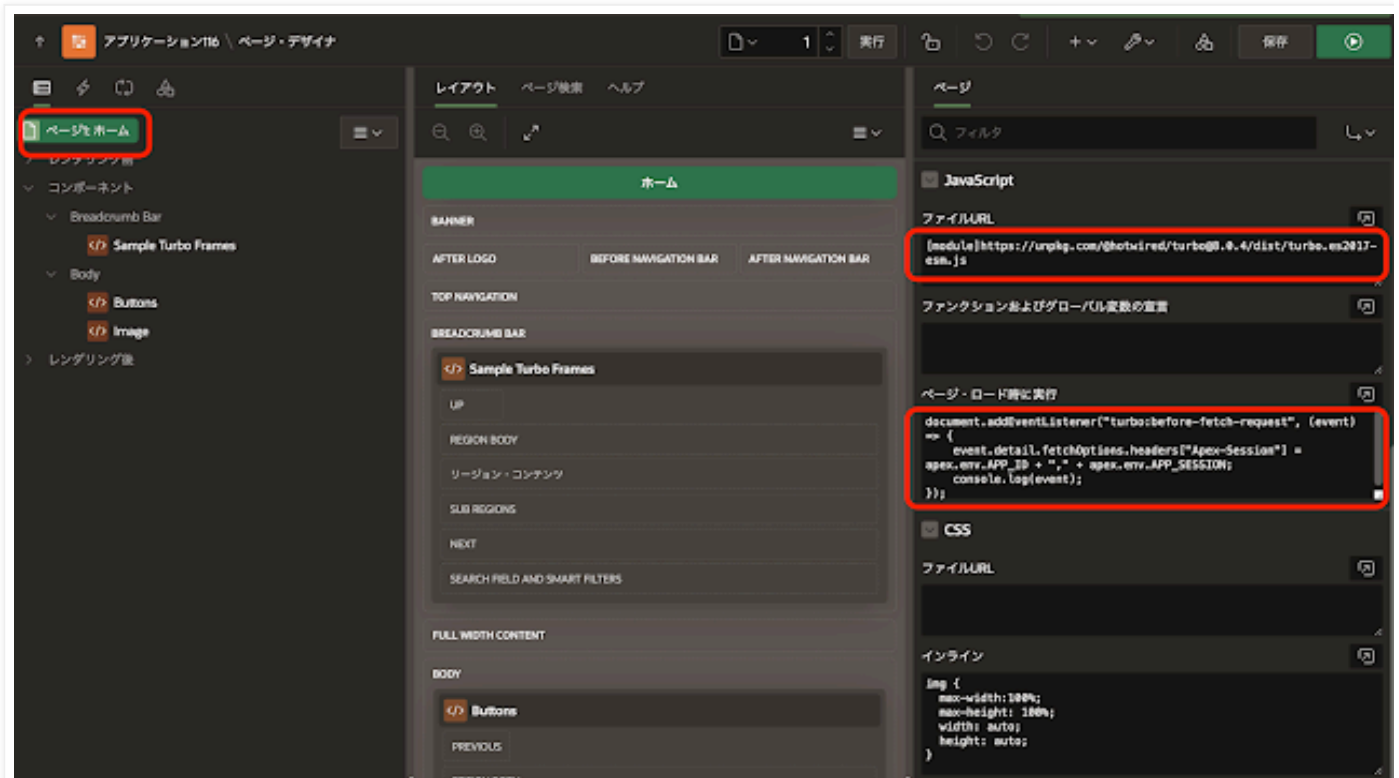 アプリケーション116 \ ページ・デザイナ
1
実行
保存
レイアウト
ページ検索
ヘルプ
ページ
ページ1: ホーム
フィルタ
レンダリング前
コンポーネント
Breadcrumb Bar
Sample Turbo Frames
Body
Buttons
Image
レンダリング後
ホーム
BANNER
AFTER LOGO
BEFORE NAVIGATION BAR
AFTER NAVIGATION BAR
TOP NAVIGATION
BREADCRUMB BAR
Sample Turbo Frames
UP
REGION BODY
リージョン・コンテンツ
SUB REGIONS
NEXT
SEARCH FIELD AND SMART FILTERS
FULL WIDTH CONTENT
BODY
Buttons
PREVIOUS
JavaScript
ファイルURL
[module]https://unpkg.com/@hotwired/turbo@8.0.4/dist/turbo.es2017-
esm.js
ファンクションおよびグローバル変数の宣言
ページ・ロード時に実行
document.addEventListener("turbo:before-fetch-request", (event)
=> {
event.detail.fetchOptions.headers["Apex-Session"] =
apex.env.APP_ID + "," + apex.env.APP_SESSION;
console.log(event);
});
CSS
ファイルURL
インライン
img {
max-width:100%;
max-height: 100%;
width: auto;
height: auto;
}